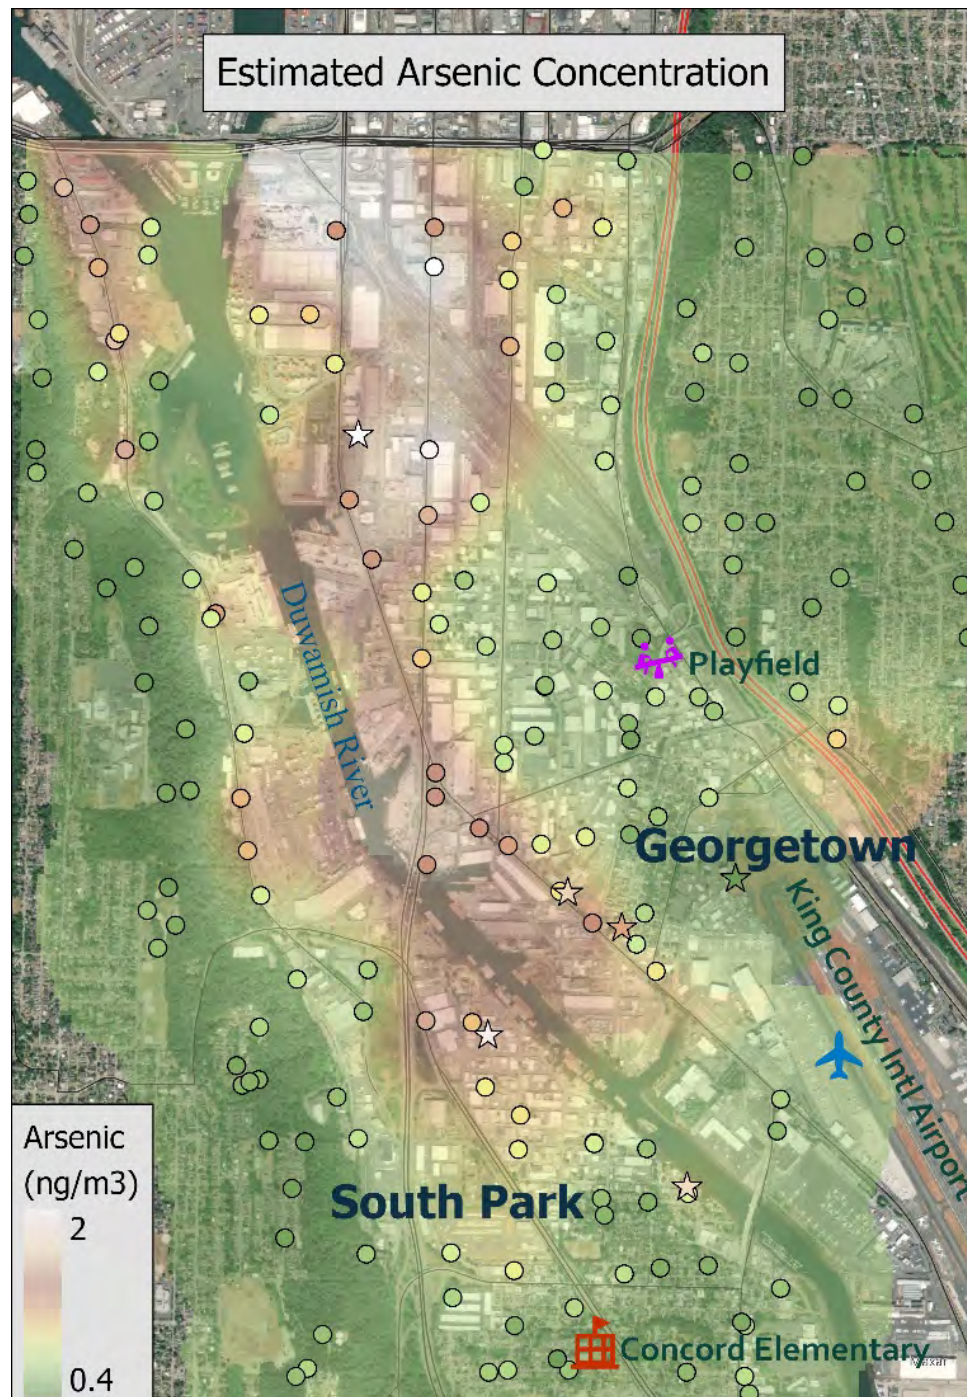 Estimated Arsenic Concentration
Duwamish River
Playfield
Georgetown
King County Intl Airport
South Park
Concord Elementary
Maxar
Arsenic
(ng/m3)
2
0.4